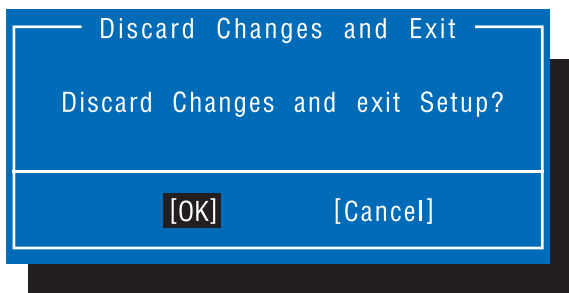 Discard Changes and Exit
Discard Changes and exit Setup?
[OK] [Cancel]